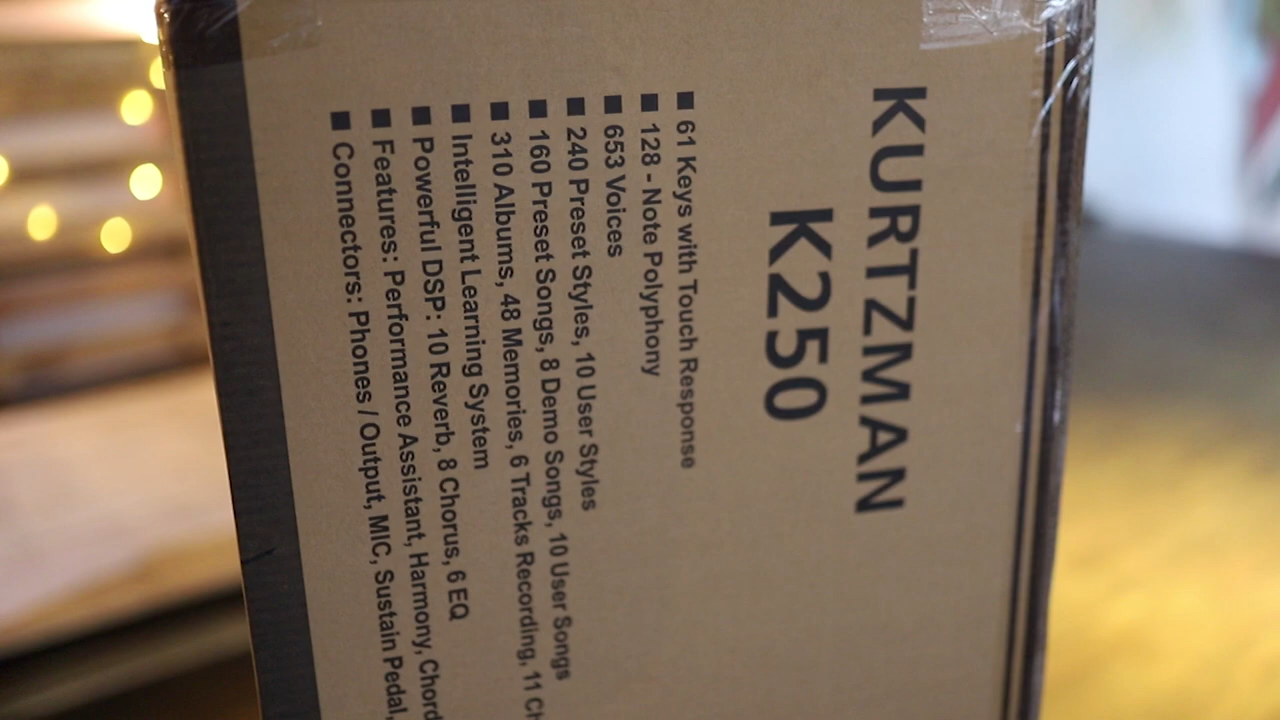 KURTZMAN
K250
■ 61 Keys with Touch Response
■ 128 - Note Polyphony
■ 653 Voices
■ 240 Preset Styles, 10 User Styles
■ 160 Preset Songs, 8 Demo Songs, 10 User Songs
■ 310 Albums, 48 Memories, 6 Tracks Recording, 11
■ Intelligent Learning System
■ Powerful DSP: 10 Reverb, 8 Chorus, 6 EQ
■ Features: Performance Assistant, Harmony, Chord
■ Connectors: Phones / Output, MIC, Sustain Pedal,